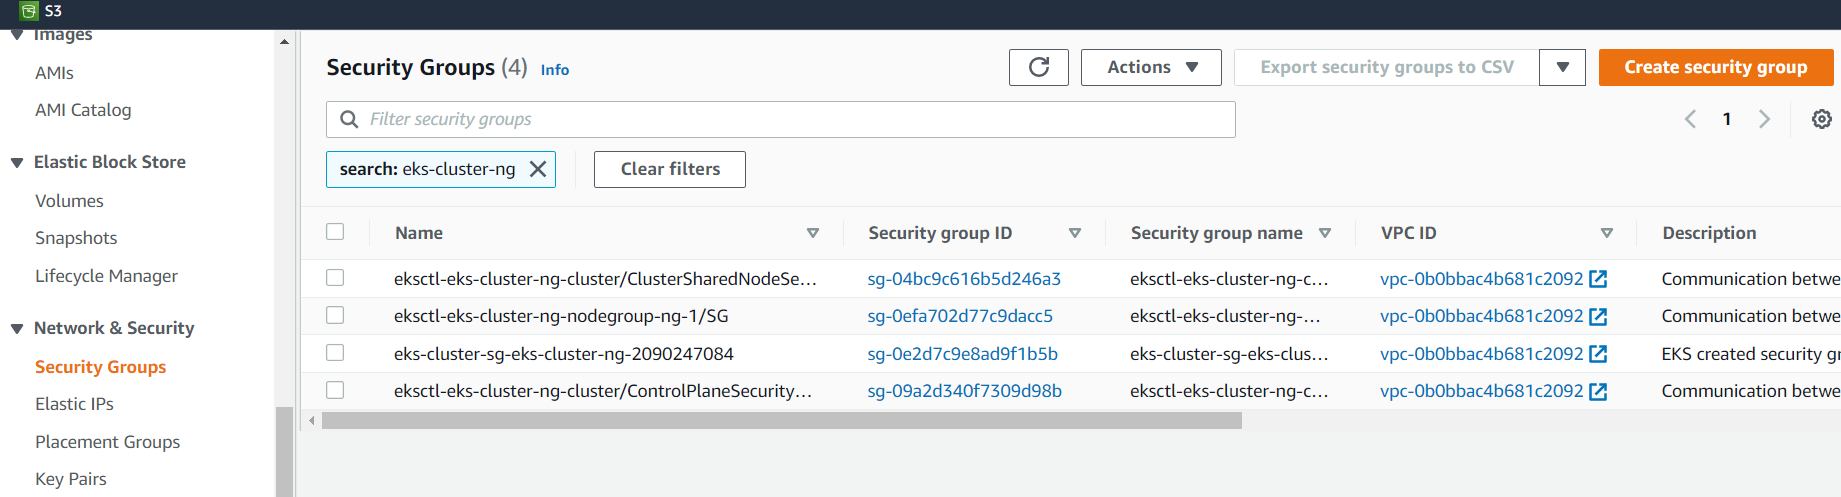 S3
Images
AMIs
AMI Catalog
Elastic Block Store
Volumes
Snapshots
Lifecycle Manager
Network & Security
Security Groups
Elastic IPs
Placement Groups
Key Pairs
Security Groups (4) Info
Actions
Export security groups to CSV
Create security group
Filter security groups
1
search: eks-cluster-ng
Clear filters
Name Security group ID Security group name VPC ID Description
eksctl-eks-cluster-ng-cluster/ClusterSharedNodeSe... sg-04bc9c616b5d246a3 eksctl-eks-cluster-ng-c... vpc-0b0bbac4b681c2092 Communication betwe
eksctl-eks-cluster-ng-nodegroup-ng-1/SG sg-0efa702d77c9dacc5 eksctl-eks-cluster-ng-... vpc-0b0bbac4b681c2092 Communication betwe
eks-cluster-sg-eks-cluster-ng-2090247084 sg-0e2d7c9e8ad9f1b5b eks-cluster-sg-eks-clus... vpc-0b0bbac4b681c2092 EKS created security gr
eksctl-eks-cluster-ng-cluster/ControlPlaneSecurity... sg-09a2d340f7309d98b eksctl-eks-cluster-ng-c... vpc-0b0bbac4b681c2092 Communication betwe